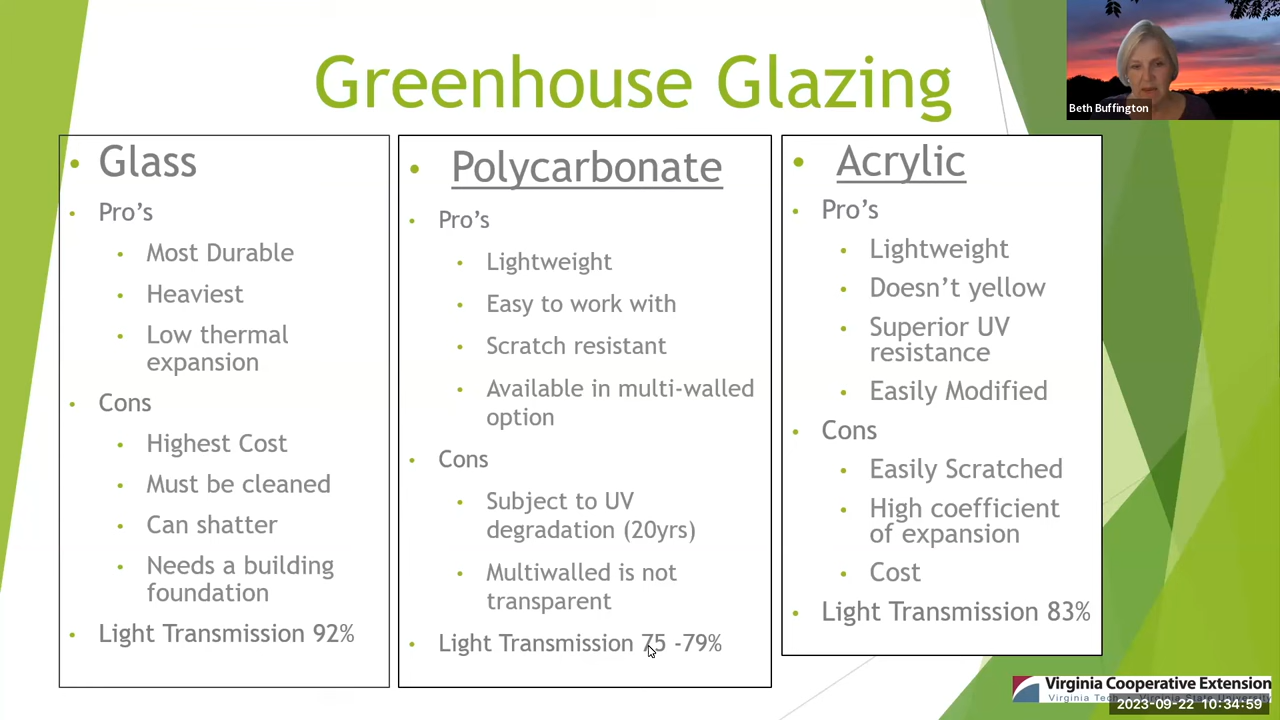 Greenhouse Glazing
Beth Buffington
• Glass
• Pro’s
• Most Durable
• Heaviest
• Low thermal
expansion
• Cons
• Highest Cost
• Must be cleaned
• Can shatter
• Needs a building
foundation
• Light Transmission 92%
• Polycarbonate
• Pro’s
• Lightweight
• Easy to work with
• Scratch resistant
• Available in multi-walled
option
• Cons
• Subject to UV
degradation (20yrs)
• Multiwalled is not
transparent
• Light Transmission 75 -79%
• Acrylic
• Pro’s
• Lightweight
• Doesn’t yellow
• Superior UV
resistance
• Easily Modified
• Cons
• Easily Scratched
• High coefficient
of expansion
• Cost
• Light Transmission 83%
Virginia Cooperative Extension
Virginia Tech • Virginia State University
2023-09-22 10:34:59